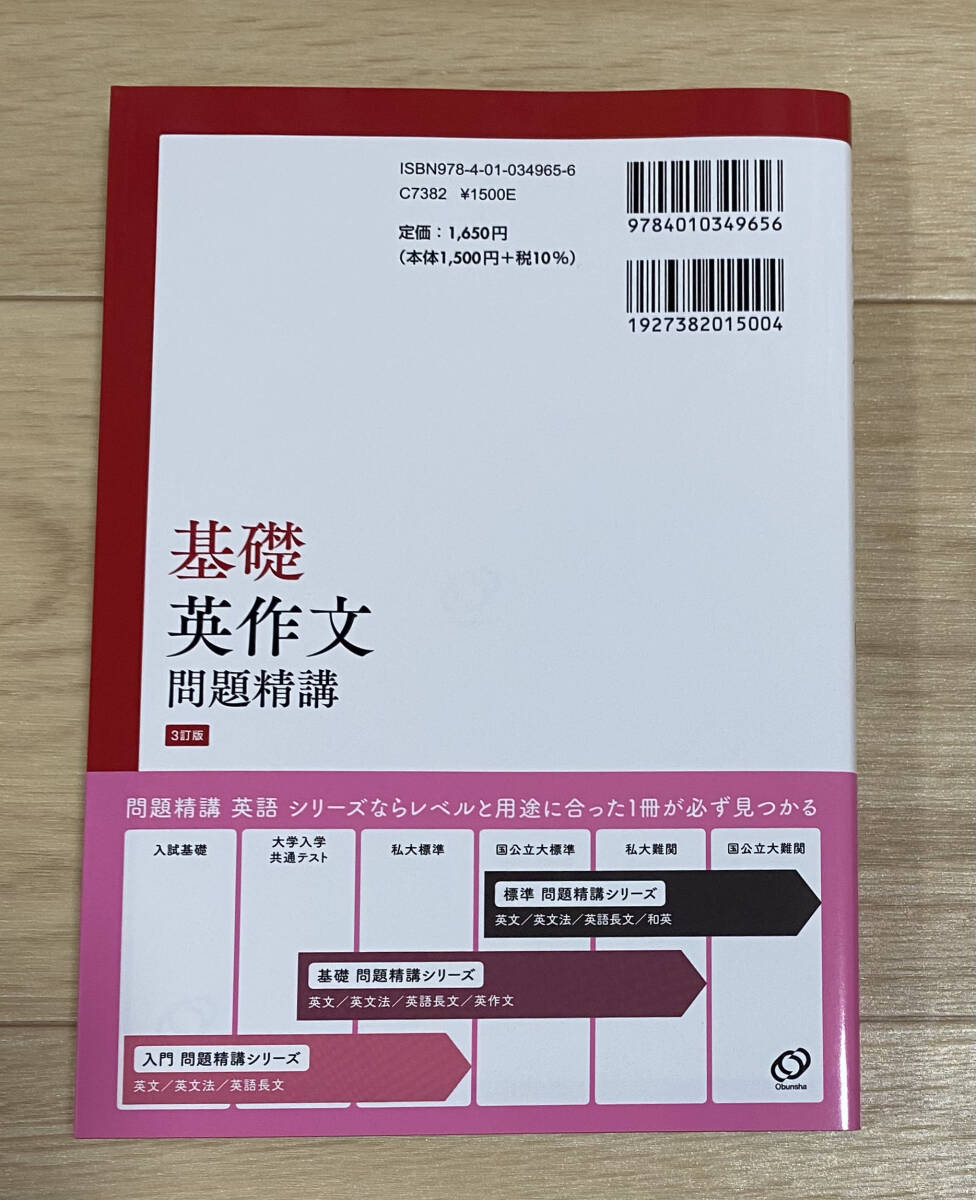 ISBN978-4-01-034965-6
C7382 ¥1500E
定価：1,650円
（本体1,500円＋税10％）
9784010349656
1927382015004
基礎
英作文
問題精講
3訂版
問題精講 英語 シリーズならレベルと用途に合った1冊が必ず見つかる
入試基礎
大学入学
共通テスト
私大標準
国公立大標準
私大難関
国公立大難関
標準 問題精講シリーズ
英文／英文法／英語長文／和英
基礎 問題精講シリーズ
英文／英文法／英語長文／英作文
入門 問題精講シリーズ
英文／英文法／英語長文
Obunsha